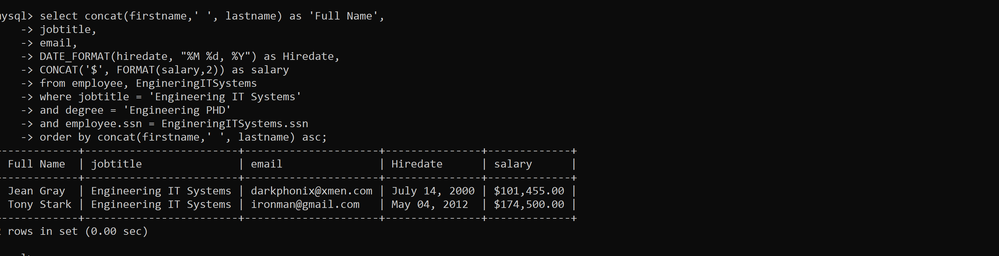 mysql> select concat(firstname,' ', lastname) as 'Full Name',
    -> jobtitle,
    -> email,
    -> DATE_FORMAT(hiredate, "%M %d, %Y") as Hiredate,
    -> CONCAT('$', FORMAT(salary,2)) as salary
    -> from employee, EngineringITSystems
    -> where jobtitle = 'Engineering IT Systems'
    -> and degree = 'Engineering PHD'
    -> and employee.ssn = EngineringITSystems.ssn
    -> order by concat(firstname,' ', lastname) asc;
------------+------------------------+----------------------+---------------+-------------+
 Full Name  | jobtitle               | email               | Hiredate      | salary      |
------------+------------------------+---------------------+---------------+-------------+
 Jean Gray  | Engineering IT Systems | darkphonix@xmen.com | July 14, 2000 | $101,455.00 |
 Tony Stark | Engineering IT Systems | ironman@gmail.com   | May 04, 2012  | $174,500.00 |
------------+------------------------+---------------------+---------------+-------------+
2 rows in set (0.00 sec)